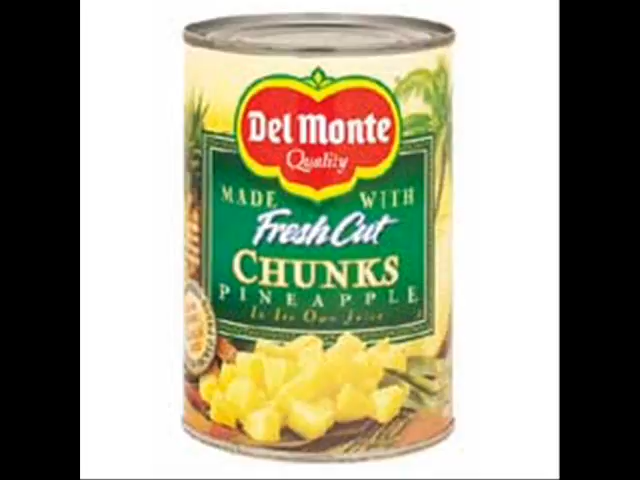 Del Monte
Quality
MADE WITH
Fresh Cut
CHUNKS
PINEAPPLE
In Its Own Juice